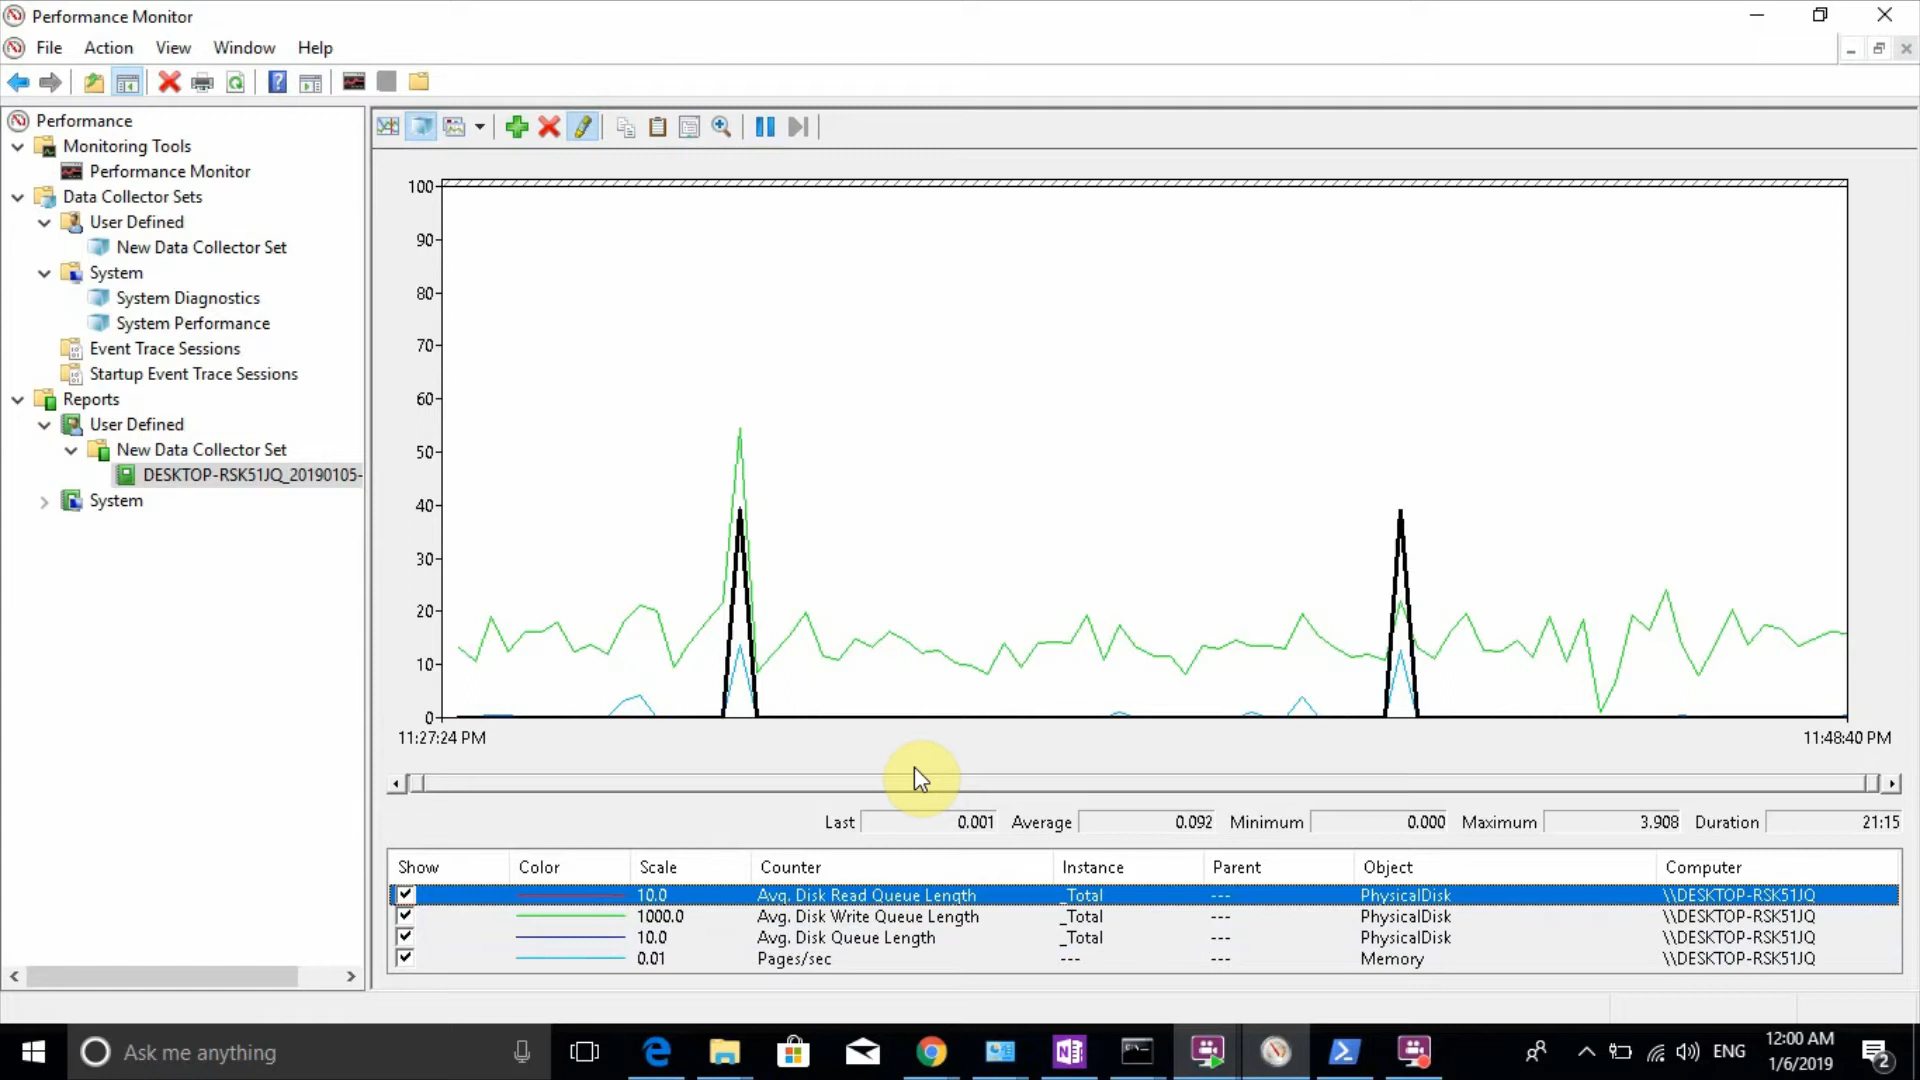 Performance Monitor
File Action View Window Help
Performance
Monitoring Tools
Performance Monitor
Data Collector Sets
User Defined
New Data Collector Set
System
System Diagnostics
System Performance
Event Trace Sessions
Startup Event Trace Sessions
Reports
User Defined
New Data Collector Set
DESKTOP-RSK51JQ_20190105-
System
100
90
80
70
60
50
40
30
20
10
0
11:27:24 PM 11:48:40 PM
Last 0.001 Average 0.092 Minimum 0.000 Maximum 3.908 Duration 21:15
Show Color Scale Counter Instance Parent Object Computer
10.0 Avg. Disk Read Queue Length _Total --- PhysicalDisk \\DESKTOP-RSK51JQ
1000.0 Avg. Disk Write Queue Length _Total --- PhysicalDisk \\DESKTOP-RSK51JQ
10.0 Avg. Disk Queue Length _Total --- PhysicalDisk \\DESKTOP-RSK51JQ
0.01 Pages/sec --- --- Memory \\DESKTOP-RSK51JQ
Ask me anything
ENG
12:00 AM
1/6/2019
2